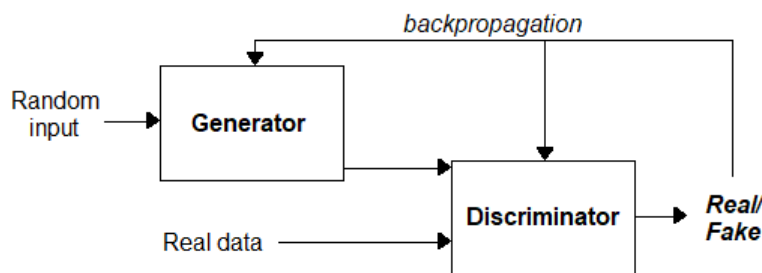 backpropagation
Random
input
Generator
Real data
Discriminator
Real/
Fake